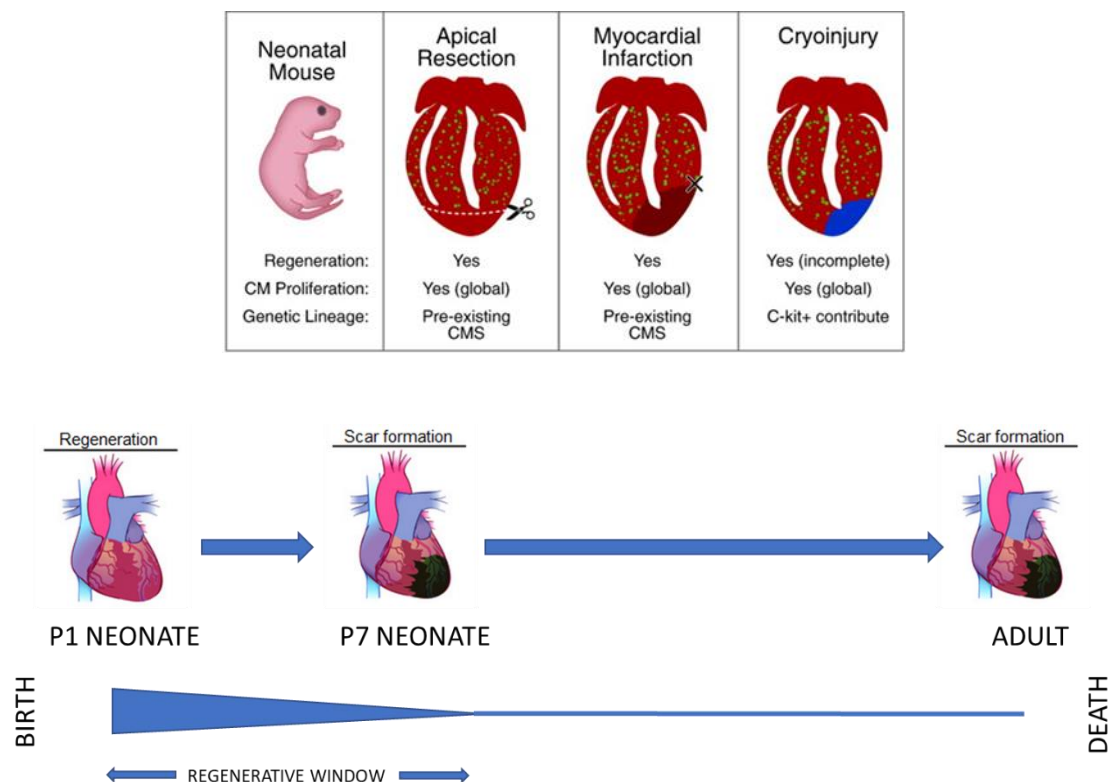 Neonatal
Mouse
Apical
Resection
Myocardial
Infarction
Cryoinjury
Regeneration: Yes Yes Yes (incomplete)
CM Proliferation: Yes (global) Yes (global) Yes (global)
Genetic Lineage: Pre-existing CMS Pre-existing CMS C-kit+ contribute
Regeneration Scar formation Scar formation
P1 NEONATE P7 NEONATE ADULT
BIRTH
DEATH
REGENERATIVE WINDOW